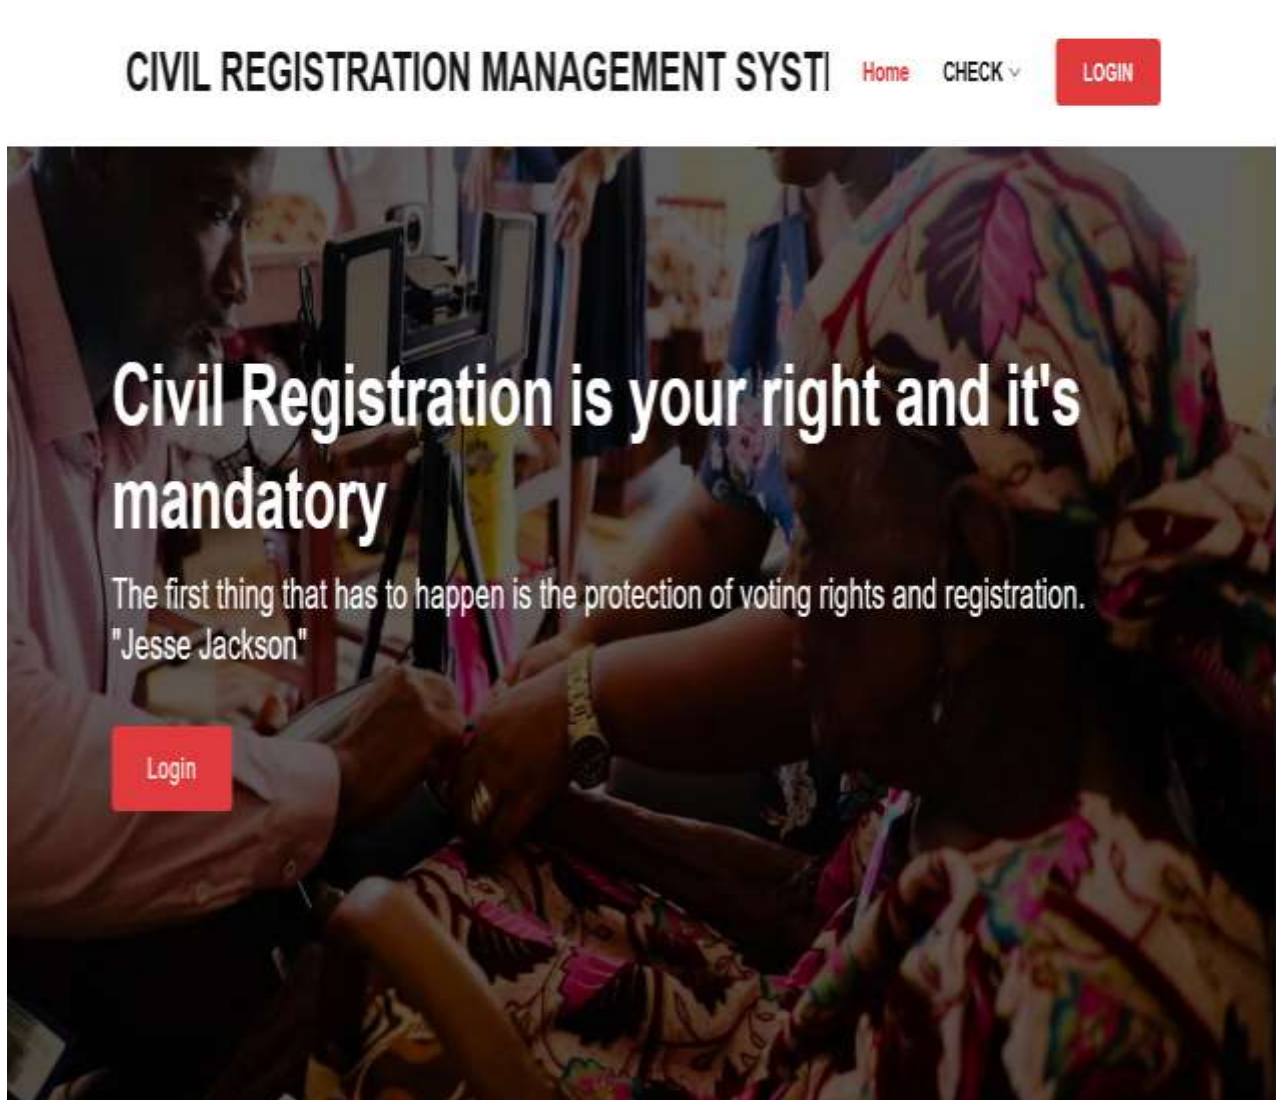 CIVIL REGISTRATION MANAGEMENT SYST
Home
CHECK
LOGIN
Civil Registration is your right and it's
mandatory
The first thing that has to happen is the protection of voting rights and registration.
"Jesse Jackson"
Login